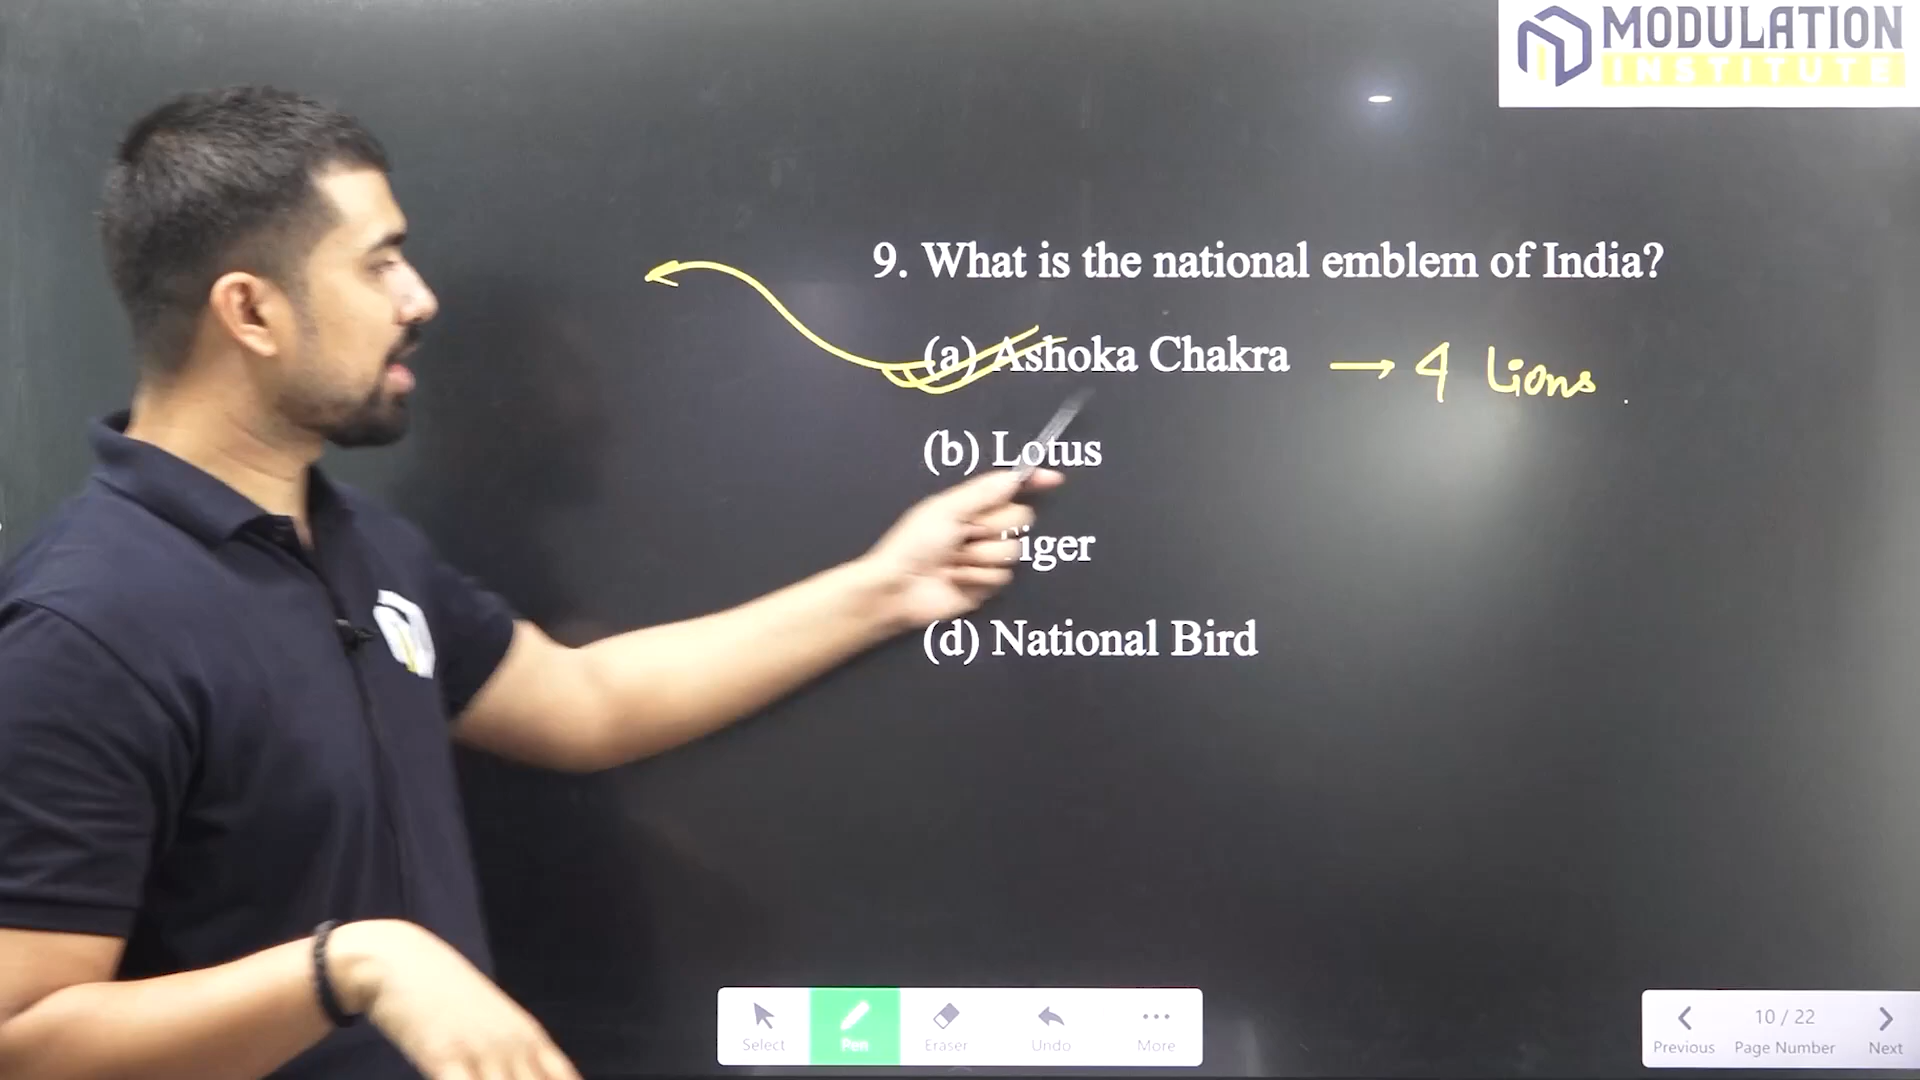 MODULATION
INSTITUTE
9. What is the national emblem of India?
(a) Ashoka Chakra → 4 Lions
(b) Lotus
Tiger
(d) National Bird
Select
Pen
Eraser
Undo
More
10 / 22
Previous
Page Number
Next